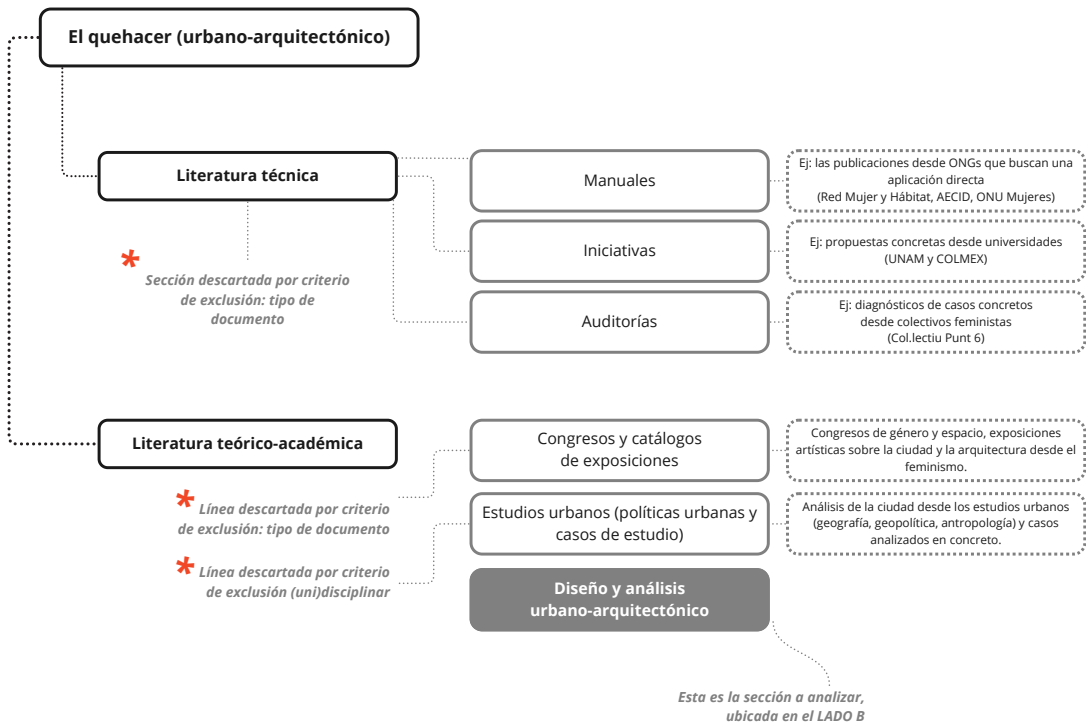 El quehacer (urbano-arquitectónico)
Literatura técnica
Manuales
Ej: las publicaciones desde ONGs que buscan una
aplicación directa
(Red Mujer y Hábitat, AECID, ONU Mujeres)
Iniciativas
Ej: propuestas concretas desde universidades
(UNAM y COLMEX)
* Sección descartada por criterio
de exclusión: tipo de
documento
Auditorías
Ej: diagnósticos de casos concretos
desde colectivos feministas
(Col.lectiu Punt 6)
Literatura teórico-académica
Congresos y catálogos
de exposiciones
Congresos de género y espacio, exposiciones
artísticas sobre la ciudad y la arquitectura desde el
feminismo.
* Línea descartada por criterio
de exclusión: tipo de documento
Estudios urbanos (políticas urbanas y
casos de estudio)
Análisis de la ciudad desde los estudios urbanos
(geografía, geopolítica, antropología) y casos
analizados en concreto.
* Línea descartada por criterio
de exclusión (uni)disciplinar
Diseño y análisis
urbano-arquitectónico
Esta es la sección a analizar,
ubicada en el LADO B